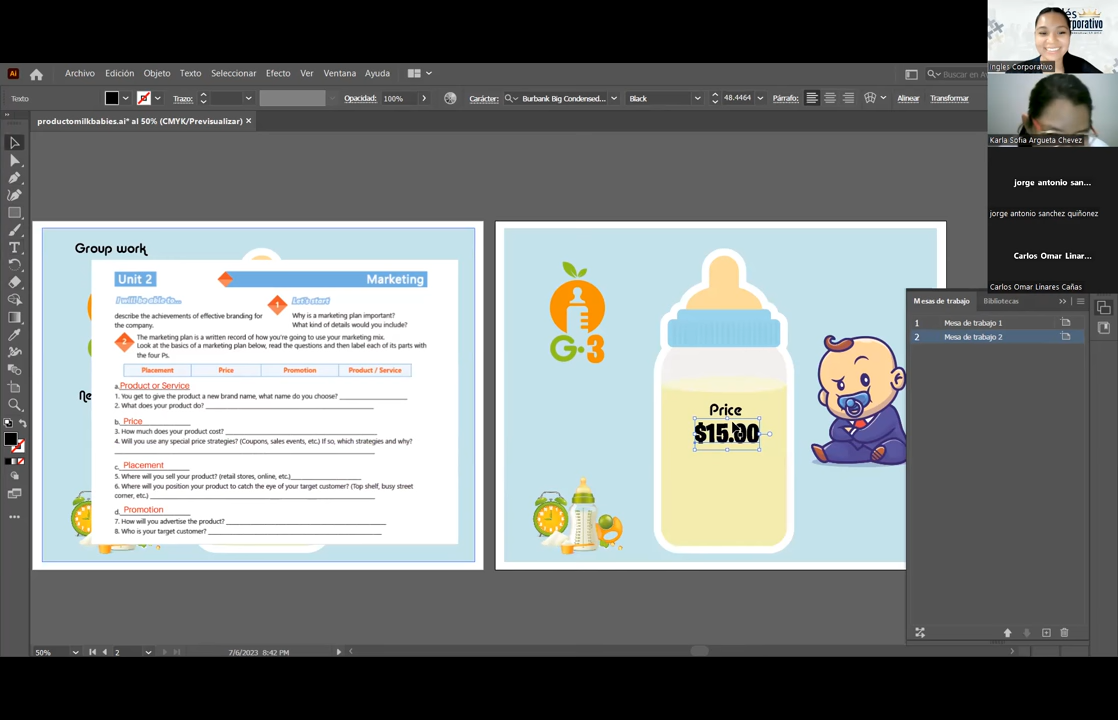 Archivo Edición Objeto Texto Seleccionar Efecto Ver Ventana Ayuda
Texto Trazo: Opacidad: 100% Carácter: Burbank Big Condensed... Black 48.4464 Párrafo: Alinear Transformar
productomilkbabies.ai* al 50% (CMYK/Previsualizar)
Group work
Unit 2 Marketing
I will be able to...
describe the achievements of effective branding for
the company.
1 Let's start
Why is a marketing plan important?
What kind of details would you include?
2 The marketing plan is a written record of how you're going to use your marketing mix.
Look at the basics of a marketing plan below, read the questions and then label each of its parts with
the four Ps.
Placement Price Promotion Product / Service
a. Product or Service
1. You get to give the product a new brand name, what name do you choose?
2. What does your product do?
b. Price
3. How much does your product cost?
4. Will you use any special price strategies? (Coupons, sales events, etc.) If so, which strategies and why?
c. Placement
5. Where will you sell your product? (retail stores, online, etc.)
6. Where will you position your product to catch the eye of your target customer? (Top shelf, busy street
corner, etc.)
d. Promotion
7. How will you advertise the product?
8. Who is your target customer?
G·3
Price
$15.00
Inglés Corporativo
Karla Sofia Argueta Chevez
jorge antonio san...
jorge antonio sanchez quiñonez
Carlos Omar Linar...
Carlos Omar Linares Cañas
Mesas de trabajo Bibliotecas
1 Mesa de trabajo 1
2 Mesa de trabajo 2
50% 2 7/6/2023 8:42 PM